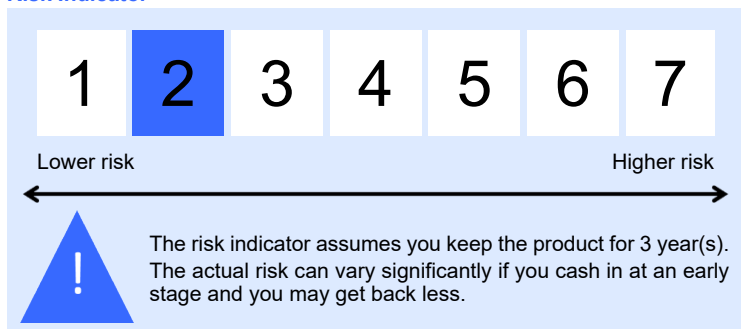 Risk Indicator
1 2 3 4 5 6 7
Lower risk Higher risk
!
The risk indicator assumes you keep the product for 3 year(s).
The actual risk can vary significantly if you cash in at an early
stage and you may get back less.